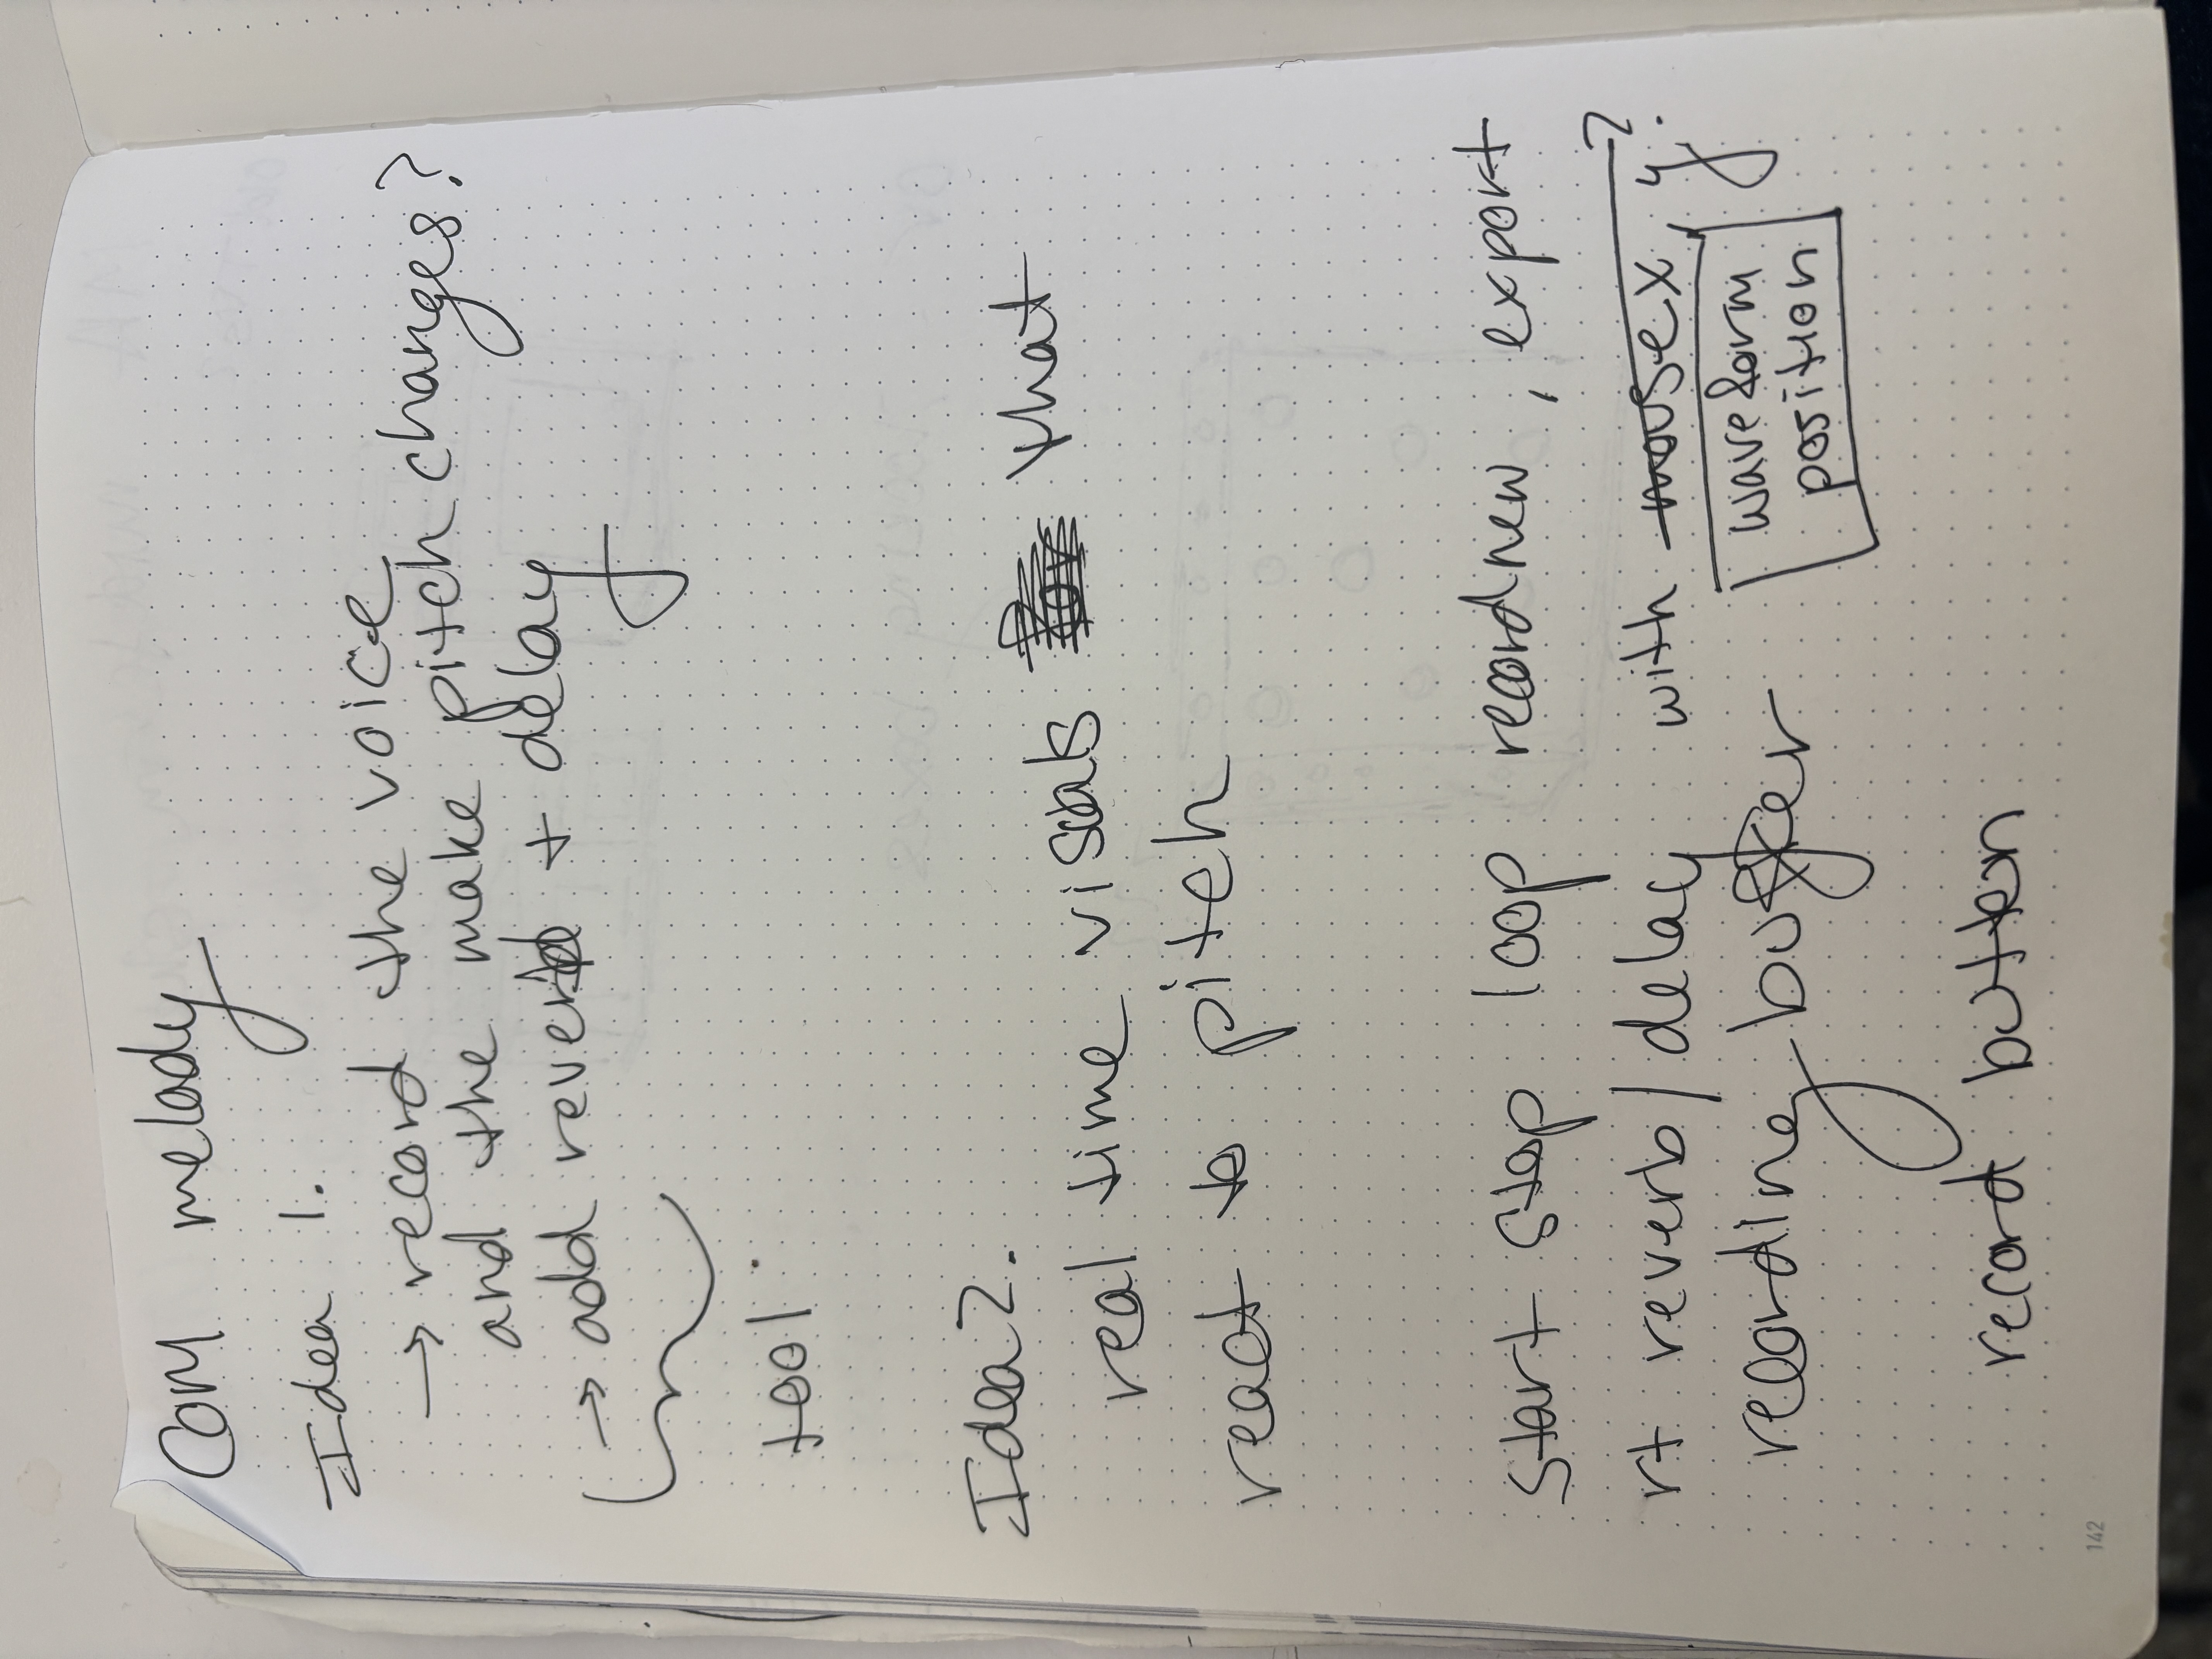 COM melody
Idea 1.
→ record the voice
and the make pitch changes?
→ add reverb + delay
tool
Idea 2.
real time visuals for that
react to pitch
start stop loop record new, export
rt reverb/delay with mouse x, y?
recording buffer
waveform
position
record button
142